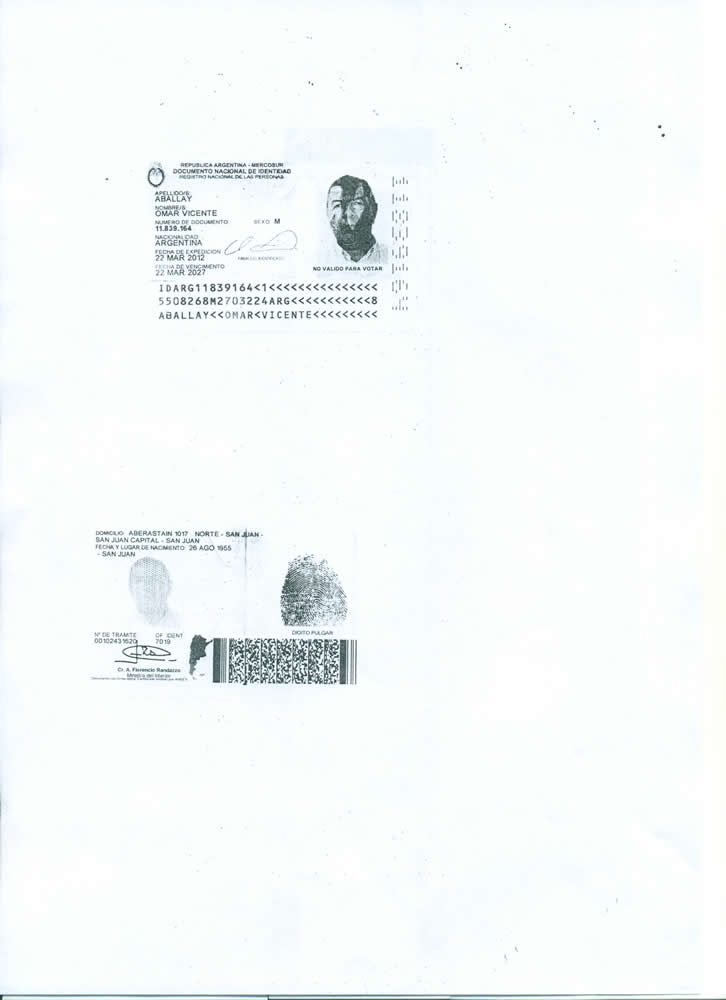 REPUBLICA ARGENTINA - MERCOSUR
DOCUMENTO NACIONAL DE IDENTIDAD
REGISTRO NACIONAL DE LAS PERSONAS
APELLIDO/S:
ABALLAY
NOMBRE/S:
OMAR VICENTE
NUMERO DE DOCUMENTO: SEXO M
11.839.164
NACIONALIDAD:
ARGENTINA
FECHA DE EXPEDICION
22 MAR 2012
FECHA DE VENCIMIENTO
22 MAR 2027
NO VALIDO PARA VOTAR
IDARG11839164<1<<<<<<<<<<<<<<<
5508268M2703224ARG<<<<<<<<<<<8
ABALLAY<<OMAR<VICENTE<<<<<<<<<
DOMICILIO: ABERASTAIN 1017 NORTE - SAN JUAN -
SAN JUAN CAPITAL - SAN JUAN
FECHA Y LUGAR DE NACIMIENTO: 26 AGO 1955
- SAN JUAN
DIGITO PULGAR
Nº DE TRAMITE OF. IDENT
00102431620 7019
Cr. A. Florencio Randazzo
Ministro del Interior